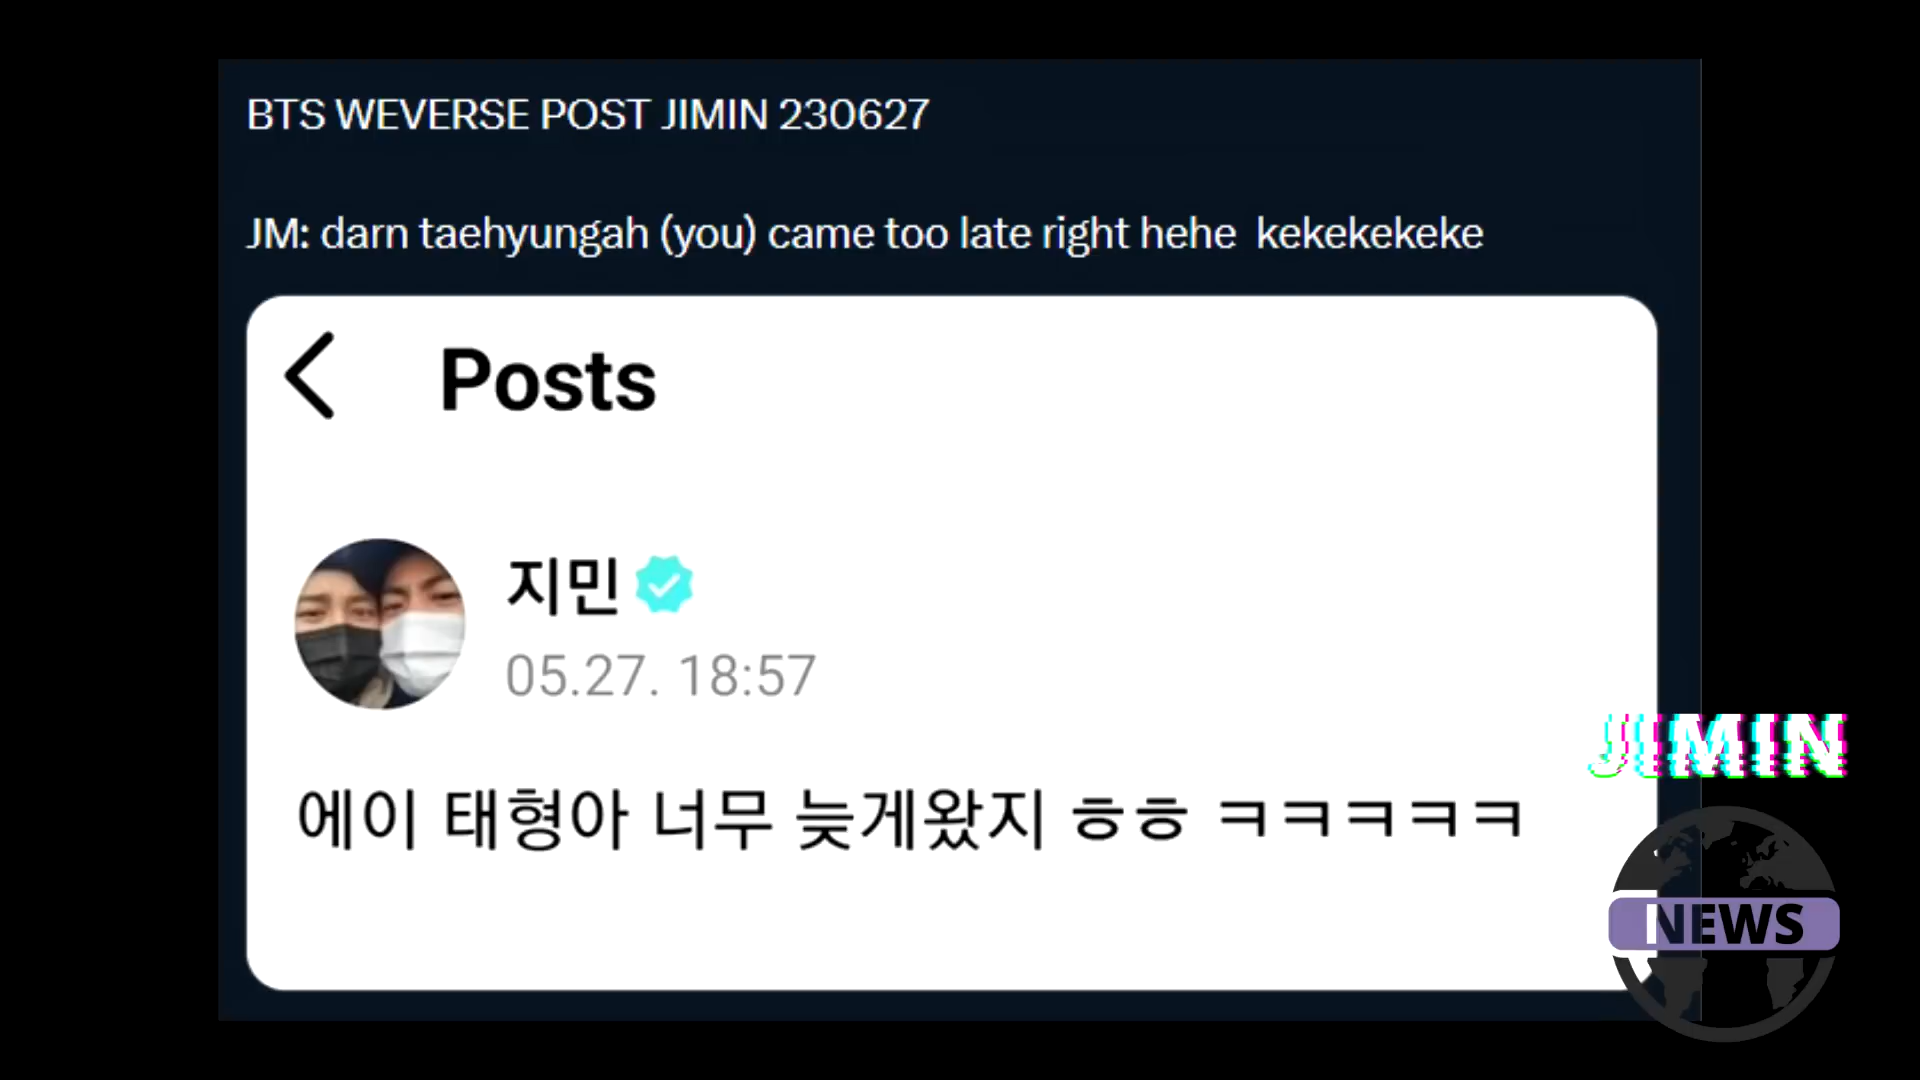 BTS WEVERSE POST JIMIN 230627
JM: darn taehyungah (you) came too late right hehe kekekekeke
Posts
지민
05.27. 18:57
에이 태형아 너무 늦게왔지 ㅎㅎ ㅋㅋㅋㅋㅋ
JIMIN
NEWS